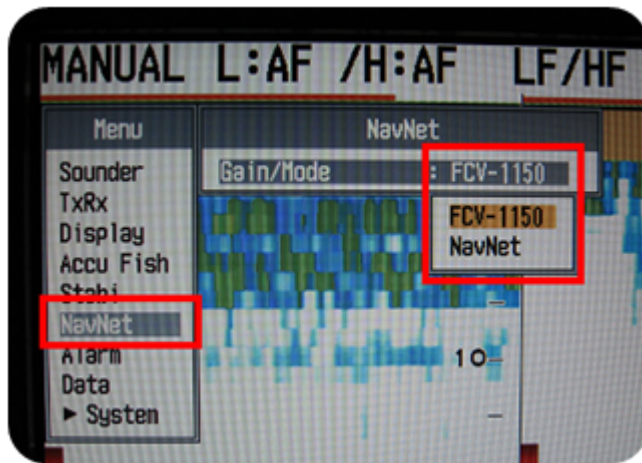 MANUAL L:AF /H:AF LF/HF
Menu
Sounder
TxRx
Display
Accu Fish
Stabi
NavNet
Alarm
Data
► System
NavNet
Gain/Mode : FCV-1150
FCV-1150
NavNet
10